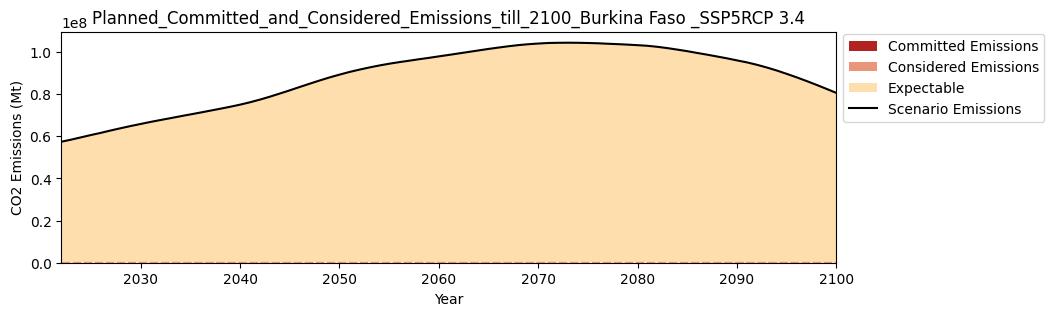 Planned_Committed_and_Considered_Emissions_till_2100_Burkina Faso _SSP5RCP 3.4
1e8
1.0
0.8
0.6
0.4
0.2
0.0
CO2 Emissions (Mt)
2030 2040 2050 2060 2070 2080 2090 2100
Year
Committed Emissions
Considered Emissions
Expectable
Scenario Emissions